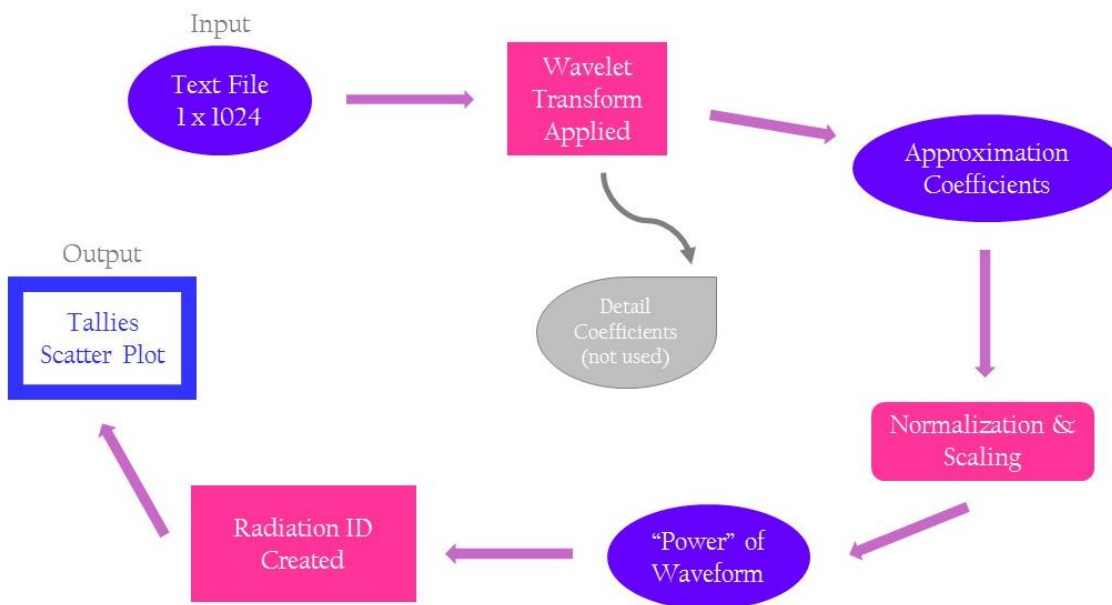 Input
Text File
1 x 1024
Wavelet
Transform
Applied
Approximation
Coefficients
Detail
Coefficients
(not used)
Normalization &
Scaling
“Power” of
Waveform
Radiation ID
Created
Output
Tallies
Scatter Plot